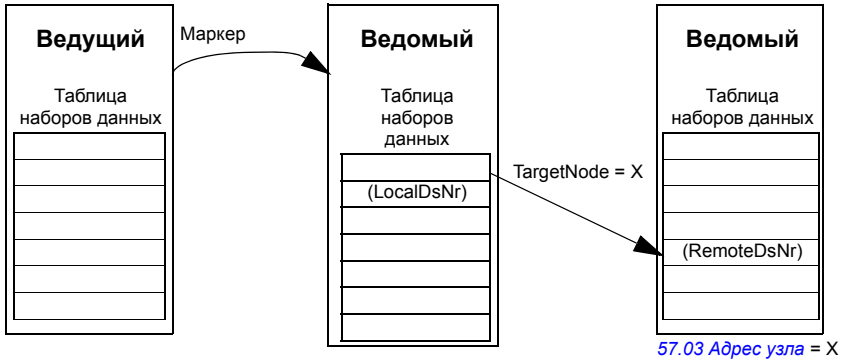 Ведущий
Маркер
Ведомый
Ведомый
Таблица
наборов данных
Таблица
наборов
данных
Таблица
наборов данных
TargetNode = X
(LocalDsNr)
(RemoteDsNr)
57.03 Адрес узла = X